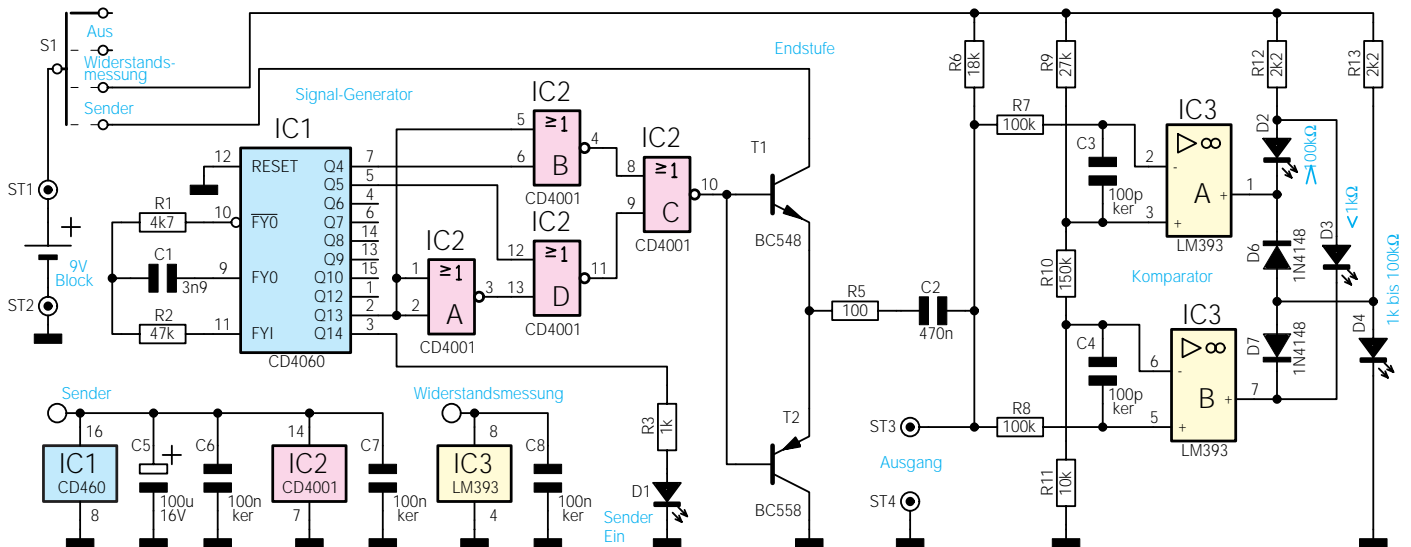 S1
Aus
Widerstands-
messung
Sender
ST1
+
9V
Block
ST2
Signal-Generator
IC1
12
RESET
R1
4k7
10
FY0
C1
3n9
9
FY0
R2
47k
11
FYI
Q4
7
Q5
5
Q6
4
Q7
6
Q8
14
Q9
13
Q10
15
Q12
1
Q13
2
Q14
3
CD4060
IC2
5
≥1
4
6
B
CD4001
IC2
1
≥1
3
2
A
CD4001
IC2
12
≥1
11
13
D
CD4001
IC2
8
≥1
10
9
C
CD4001
Endstufe
T1
BC548
T2
BC558
R5
100
C2
470n
R3
1k
D1
Sender
Ein
ST3
Ausgang
ST4
R6
18k
R9
27k
R7
100k
C3
100p
ker
R10
150k
R8
100k
C4
100p
ker
R11
10k
IC3
▷∞
2
-
A
+
1
3
+
LM393
Komparator
IC3
▷∞
6
-
B
+
7
5
+
LM393
R12
2k2
R13
2k2
D2
>100kΩ
D3
<1kΩ
D6
1N4148
D7
1N4148
D4
1k bis 100kΩ
Sender
16
IC1
CD460
8
C5
+
100u
16V
C6
100n
ker
14
IC2
CD4001
7
C7
100n
ker
Widerstandsmessung
8
IC3
LM393
4
C8
100n
ker